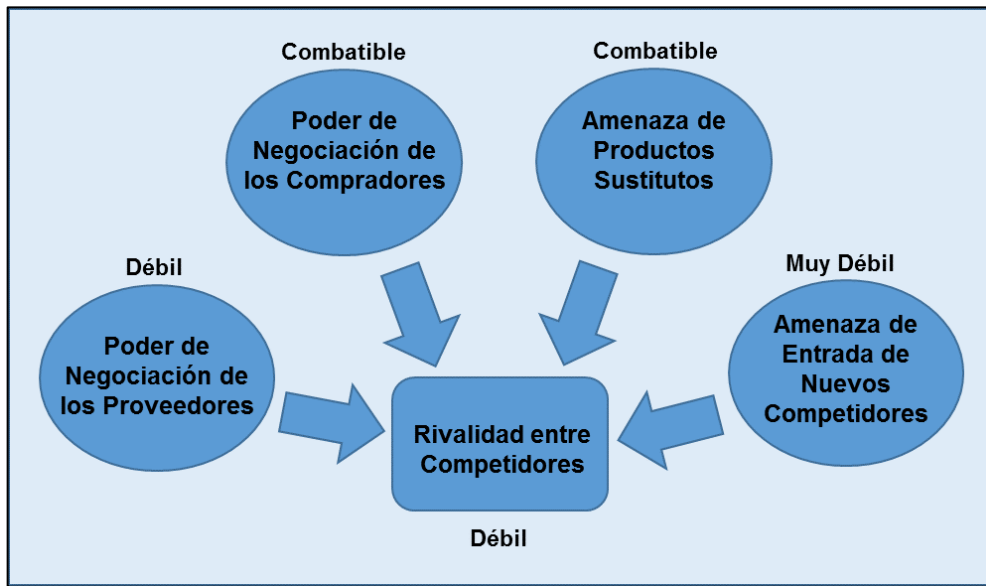 Combatible
Poder de
Negociación de
los Compradores
Combatible
Amenaza de
Productos
Sustitutos
Débil
Poder de
Negociación de
los Proveedores
Muy Débil
Amenaza de
Entrada de
Nuevos
Competidores
Rivalidad entre
Competidores
Débil